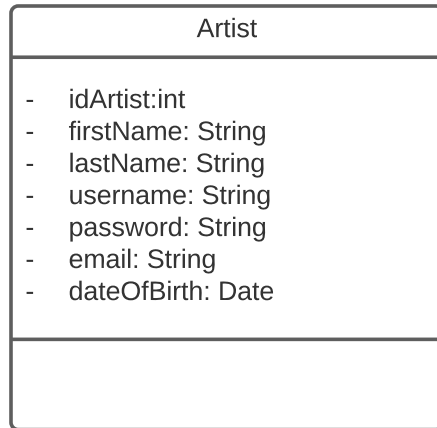 Artist
- idArtist:int
- firstName: String
- lastName: String
- username: String
- password: String
- email: String
- dateOfBirth: Date